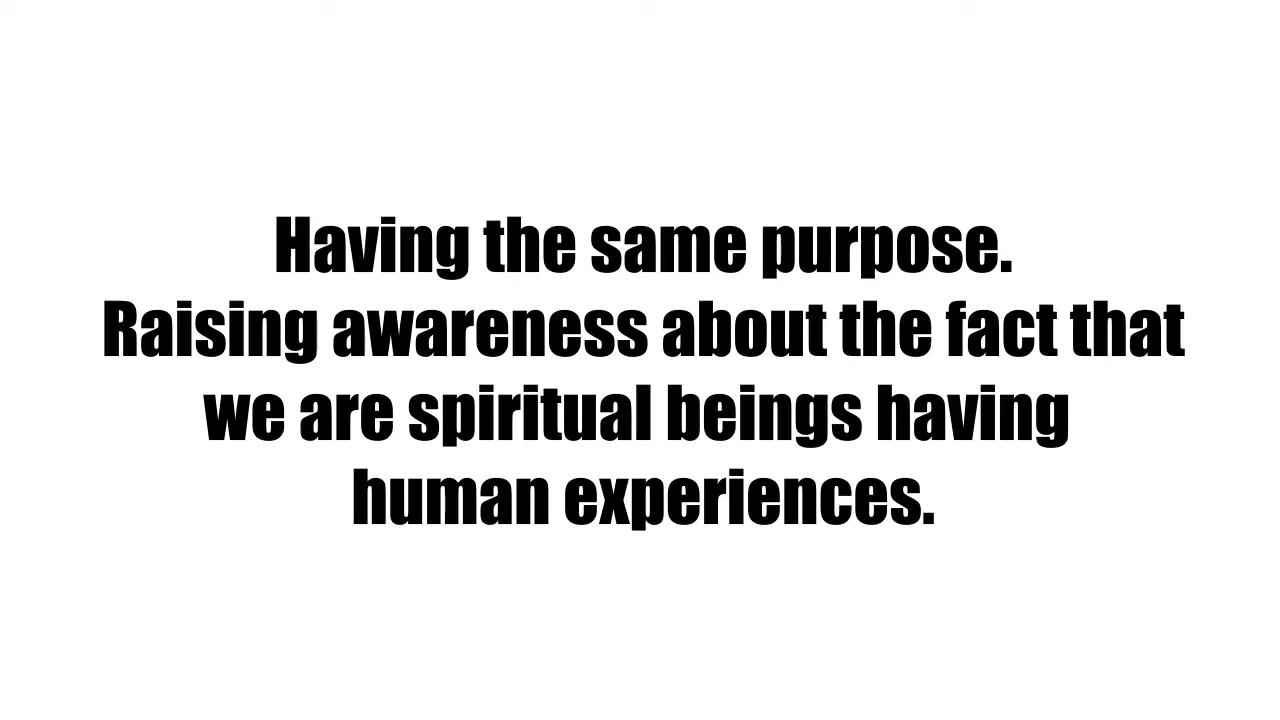 Having the same purpose.
Raising awareness about the fact that
we are spiritual beings having
human experiences.